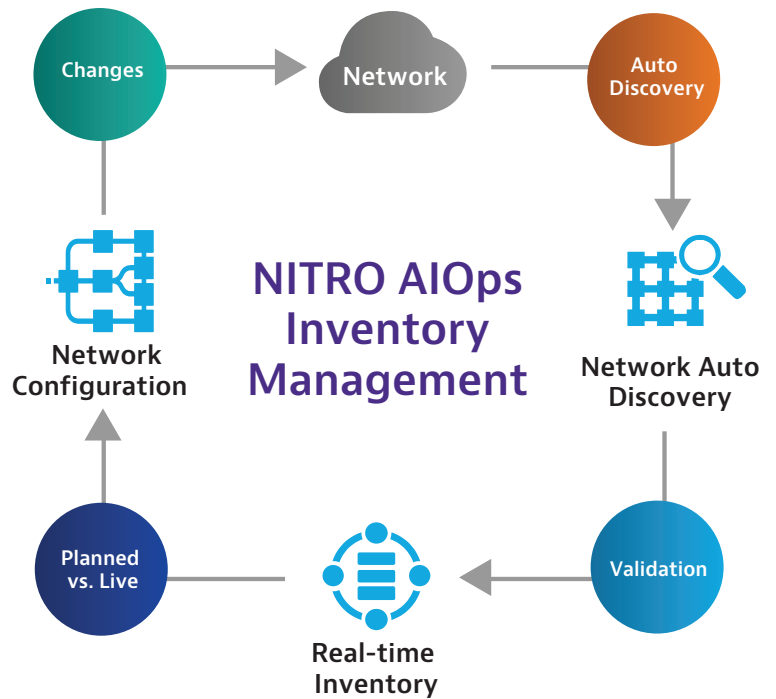 Changes
Network
Auto
Discovery
NITRO AIOps
Inventory
Management
Network
Configuration
Network Auto
Discovery
Planned
vs. Live
Validation
Real-time
Inventory